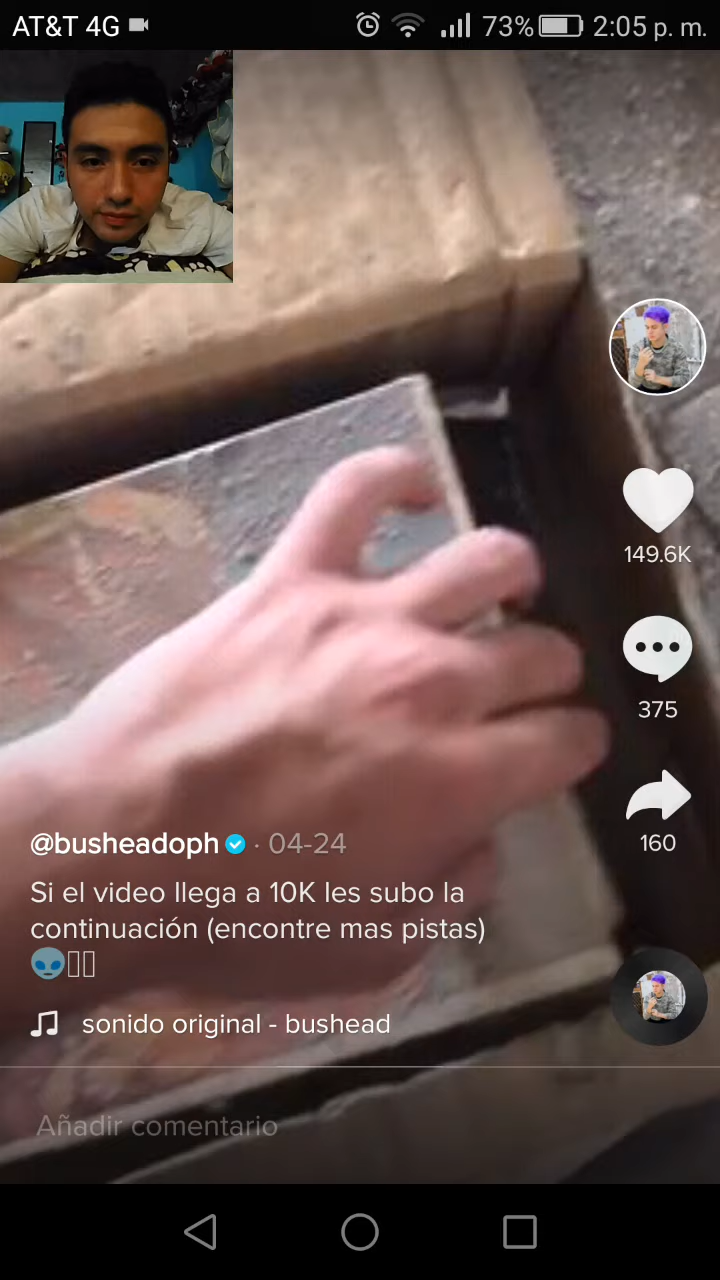 AT&T 4G 73% 2:05 p. m.
149.6K
375
160
@busheadoph · 04-24
Si el video llega a 10K les subo la
continuación (encontre mas pistas)
👽
sonido original - bushead
Añadir comentario